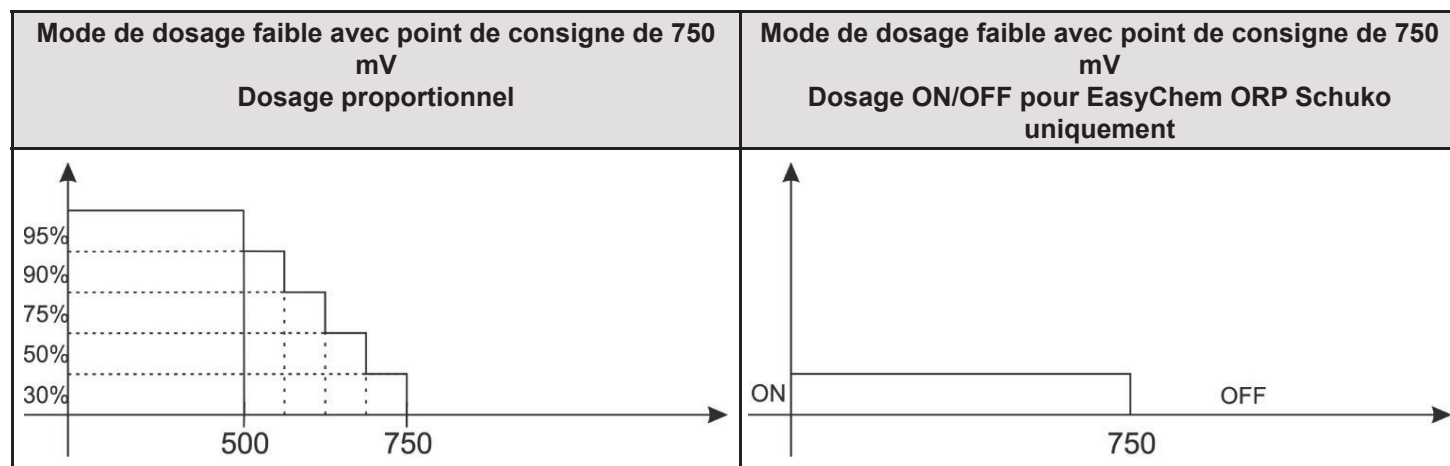 Mode de dosage faible avec point de consigne de 750
mV
Dosage proportionnel
Mode de dosage faible avec point de consigne de 750
mV
Dosage ON/OFF pour EasyChem ORP Schuko
uniquement
95%
90%
75%
50%
30%
500 750
ON OFF
750